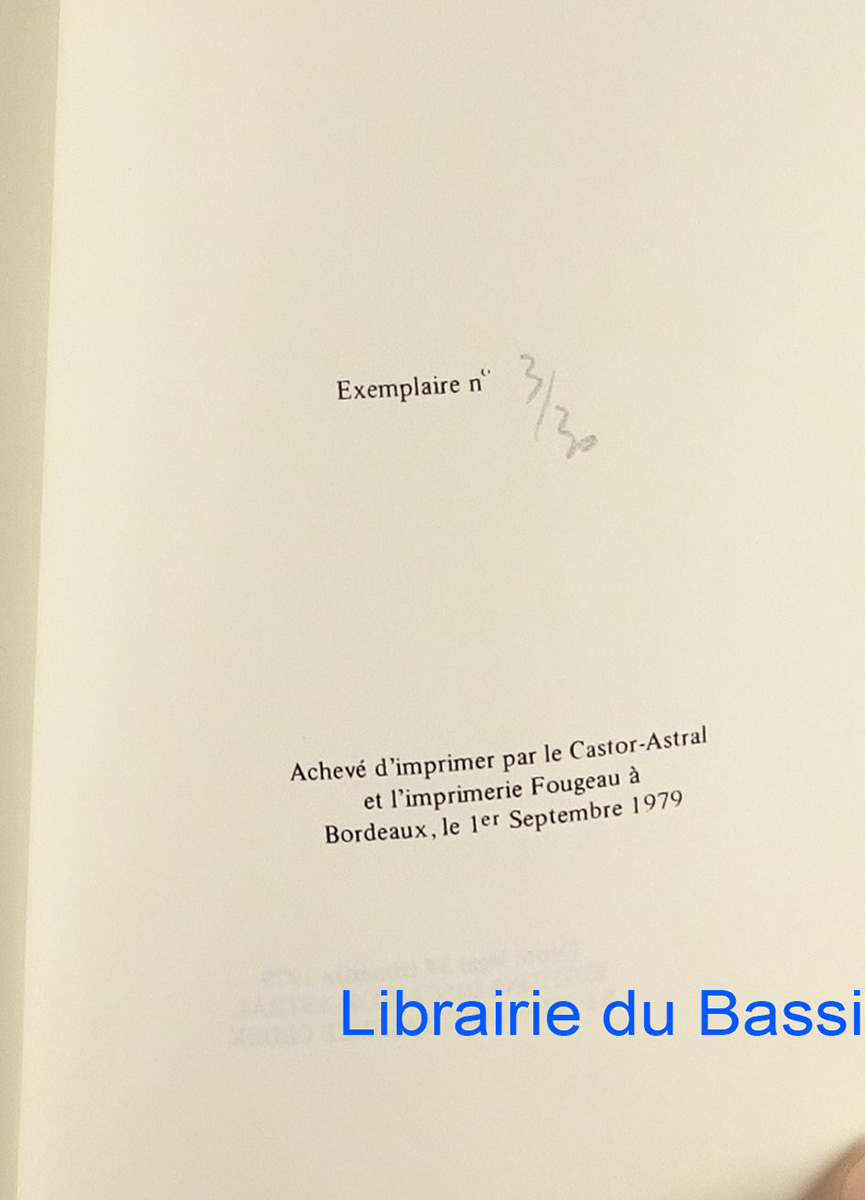 Exemplaire nº 3/30
Achevé d'imprimer par le Castor-Astral
et l'imprimerie Fougeau à
Bordeaux, le 1er Septembre 1979
Librairie du Bassi